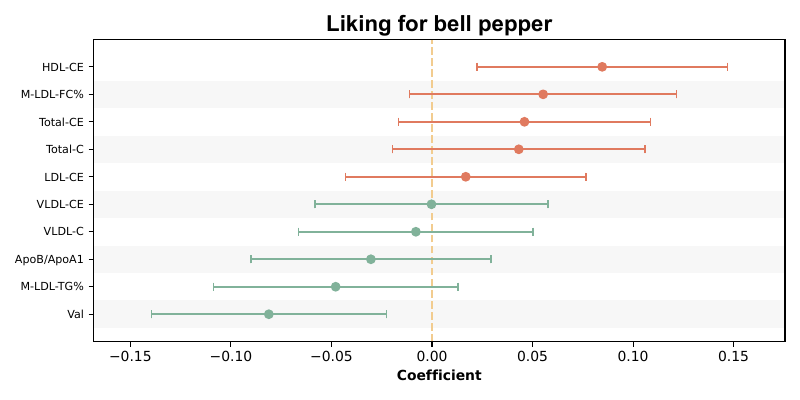 Liking for bell pepper
HDL-CE
M-LDL-FC%
Total-CE
Total-C
LDL-CE
VLDL-CE
VLDL-C
ApoB/ApoA1
M-LDL-TG%
Val
−0.15 −0.10 −0.05 0.00 0.05 0.10 0.15
Coefficient